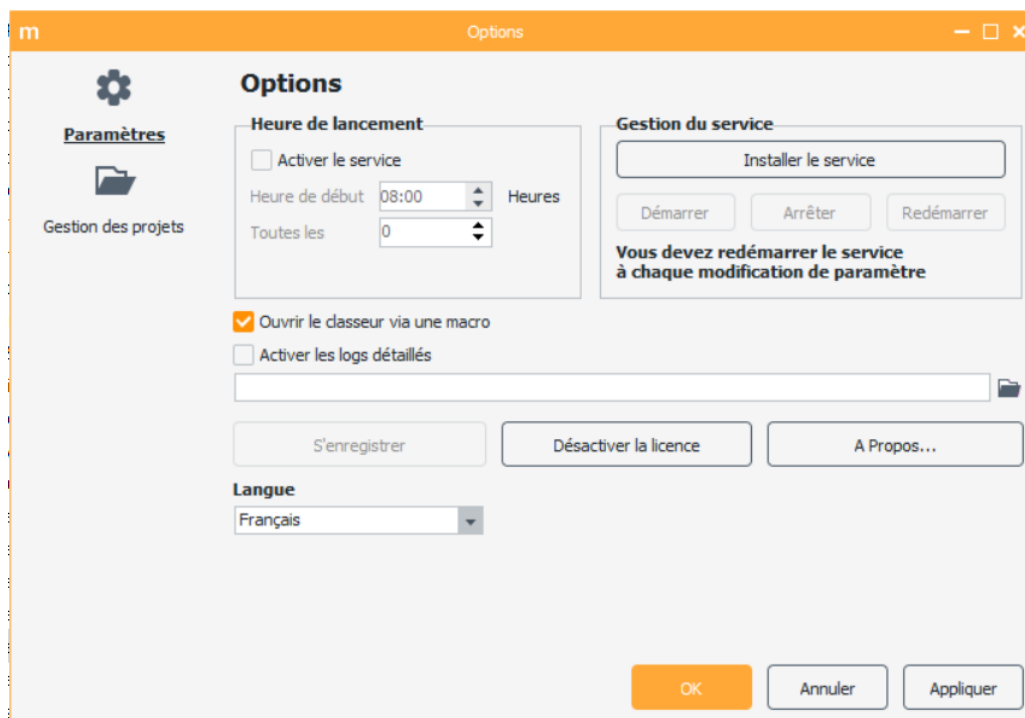 m
Options
Paramètres
Gestion des projets
Options
Heure de lancement
Activer le service
Heure de début 08:00 Heures
Toutes les 0
Gestion du service
Installer le service
Démarrer Arrêter Redémarrer
Vous devez redémarrer le service
à chaque modification de paramètre
Ouvrir le classeur via une macro
Activer les logs détaillés
S'enregistrer Désactiver la licence A Propos...
Langue
Français
OK Annuler Appliquer